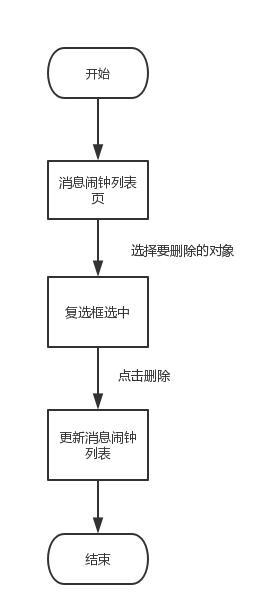 开始
消息闹钟列表
页
选择要删除的对象
复选框选中
点击删除
更新消息闹钟
列表
结束